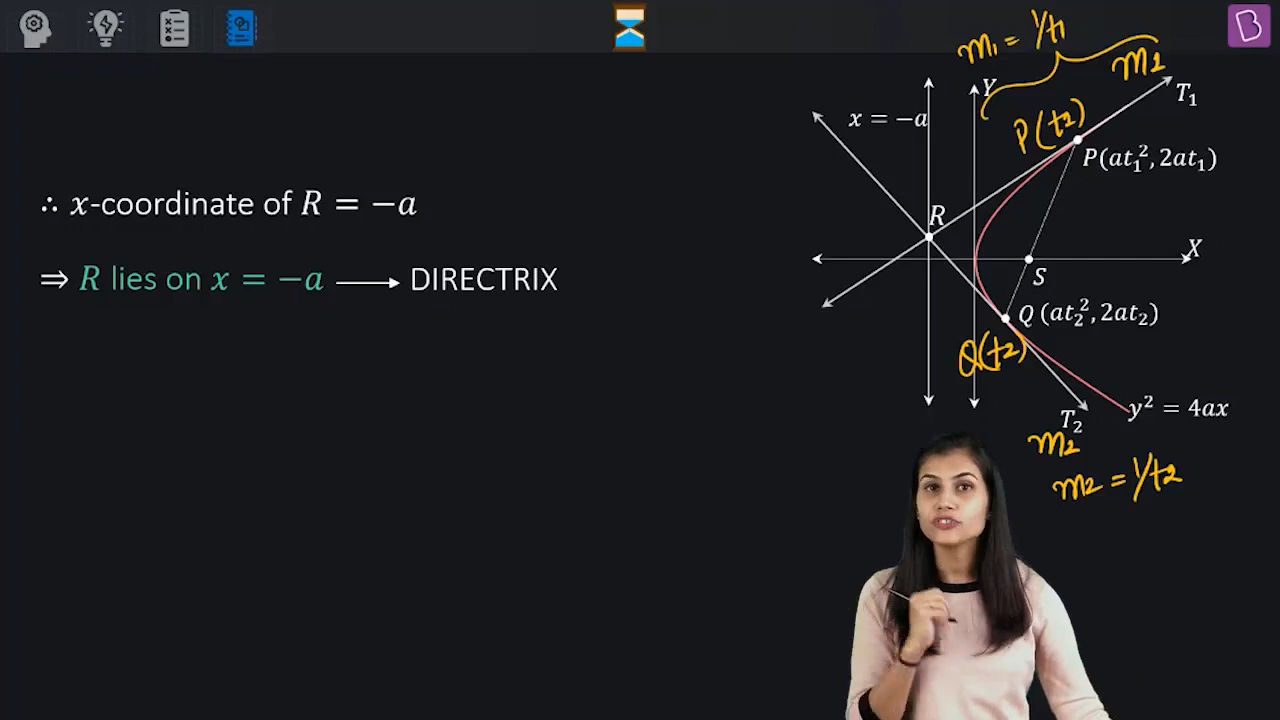 m₁ = 1/t₁
m₁
Y
T₁
x = −a
P(t₂)
P(at₁², 2at₁)
∴ x-coordinate of R = −a
R
X
⇒ R lies on x = −a ⟶ DIRECTRIX
S
Q (at₂², 2at₂)
Q(t₂)
y² = 4ax
T₂
m₂
m₂ = 1/t₂